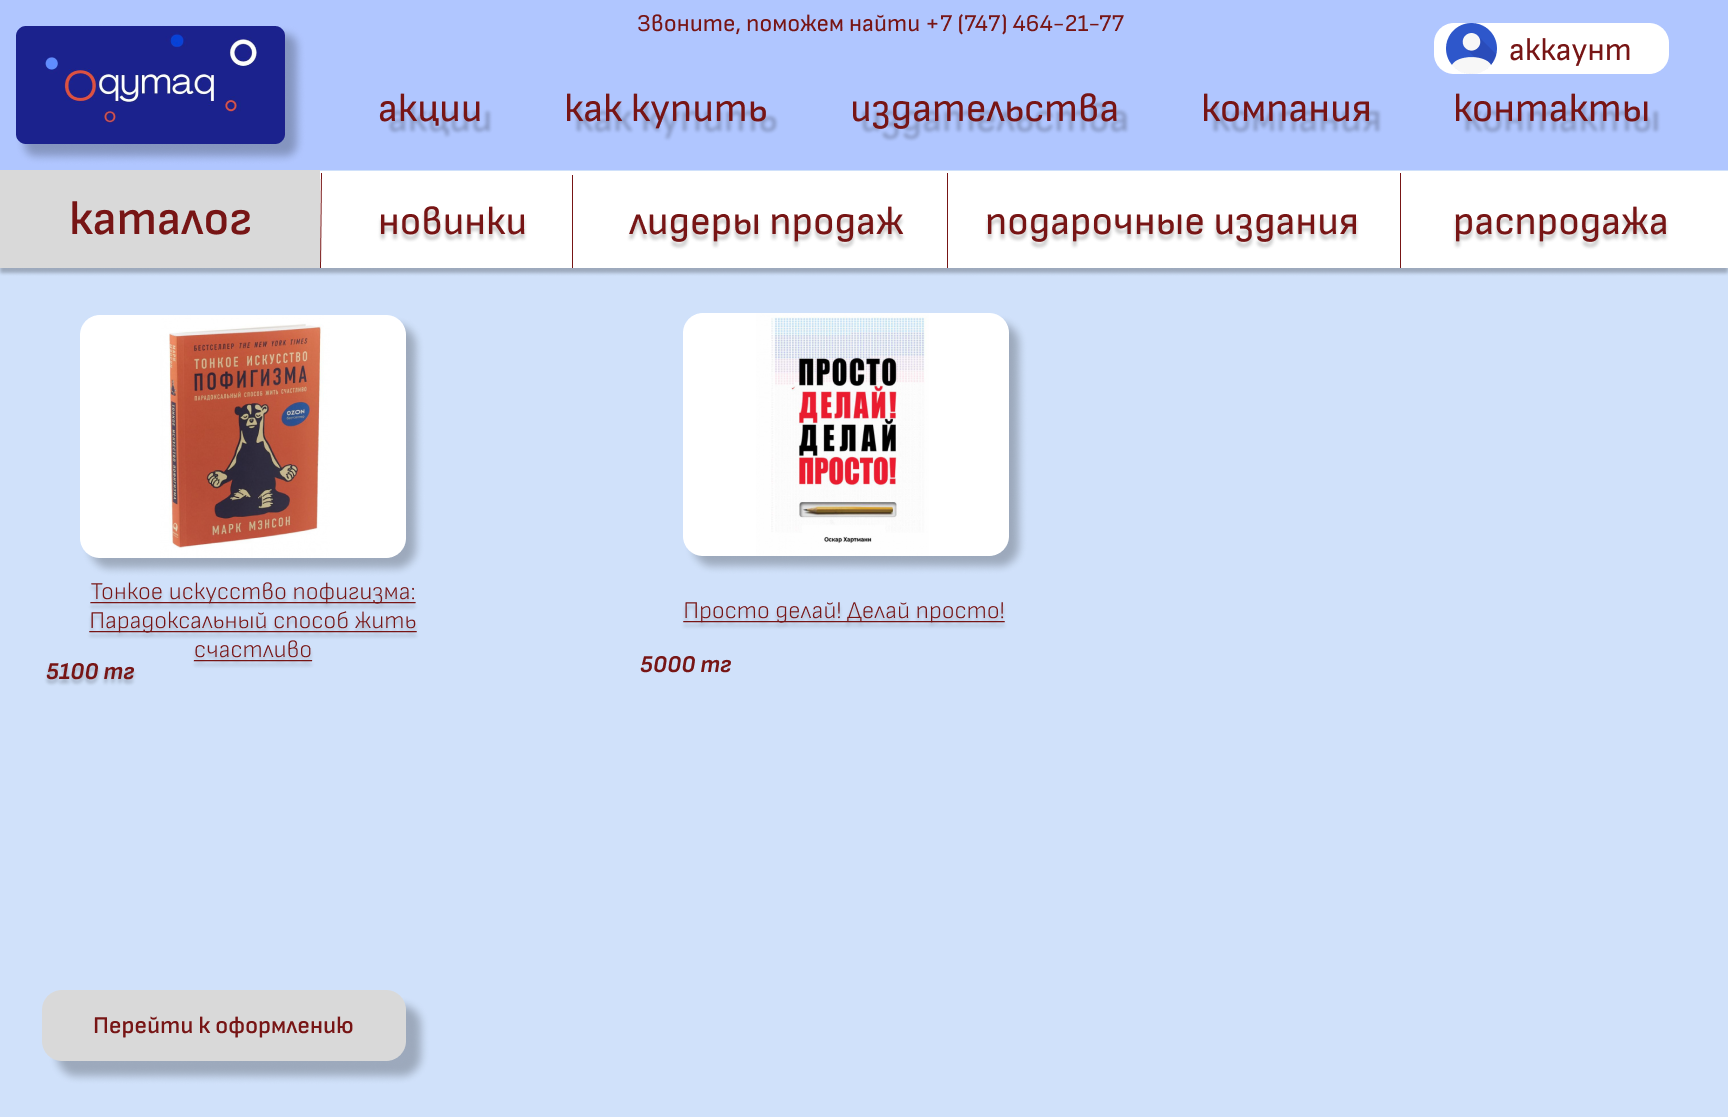 Звоните, поможем найти +7 (747) 464-21-77
аккаунт
Oqymaq
акции
как купить
издательства
компания
контакты
каталог
новинки
лидеры продаж
подарочные издания
распродажа
БЕСТСЕЛЛЕР THE NEW YORK TIMES
ТОНКОЕ ИСКУССТВО
ПОФИГИЗМА
ПАРАДОКСАЛЬНЫЙ СПОСОБ ЖИТЬ СЧАСТЛИВО
OZON
МАРК МЭНСОН
ПРОСТО
ДЕЛАЙ!
ДЕЛАЙ
ПРОСТО!
Оскар Хартманн
Тонкое искусство пофигизма:
Парадоксальный способ жить
счастливо
5100 тг
Просто делай! Делай просто!
5000 тг
Перейти к оформлению